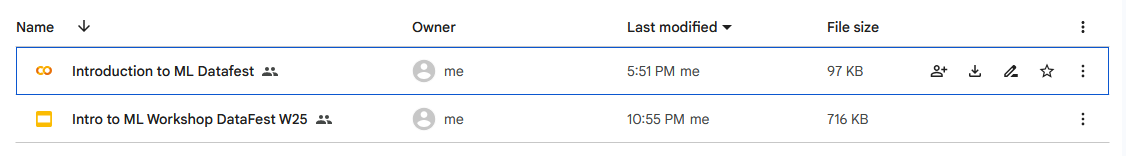 Name Owner Last modified File size
Introduction to ML Datafest me 5:51 PM me 97 KB
Intro to ML Workshop DataFest W25 me 10:55 PM me 716 KB